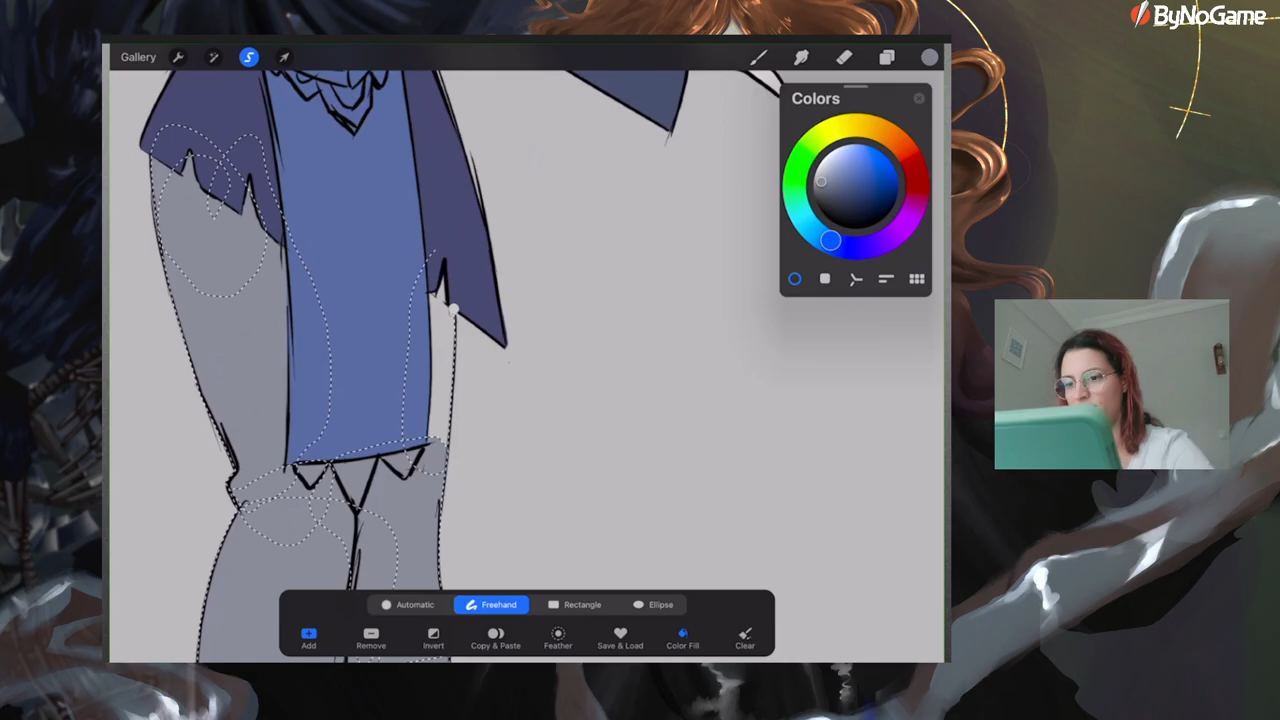 ByNoGame
Gallery
Colors
Automatic
Freehand
Rectangle
Ellipse
Add
Remove
Invert
Copy & Paste
Feather
Save & Load
Color Fill
Clear